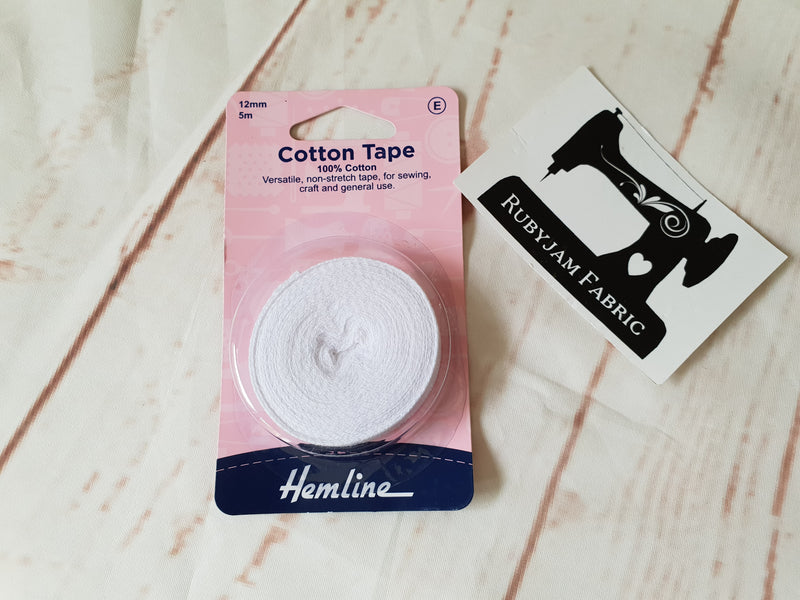 12mm
5m
E
Cotton Tape
100% Cotton
Versatile, non-stretch tape, for sewing,
craft and general use.
Hemline
RUBYJAM FABRIC